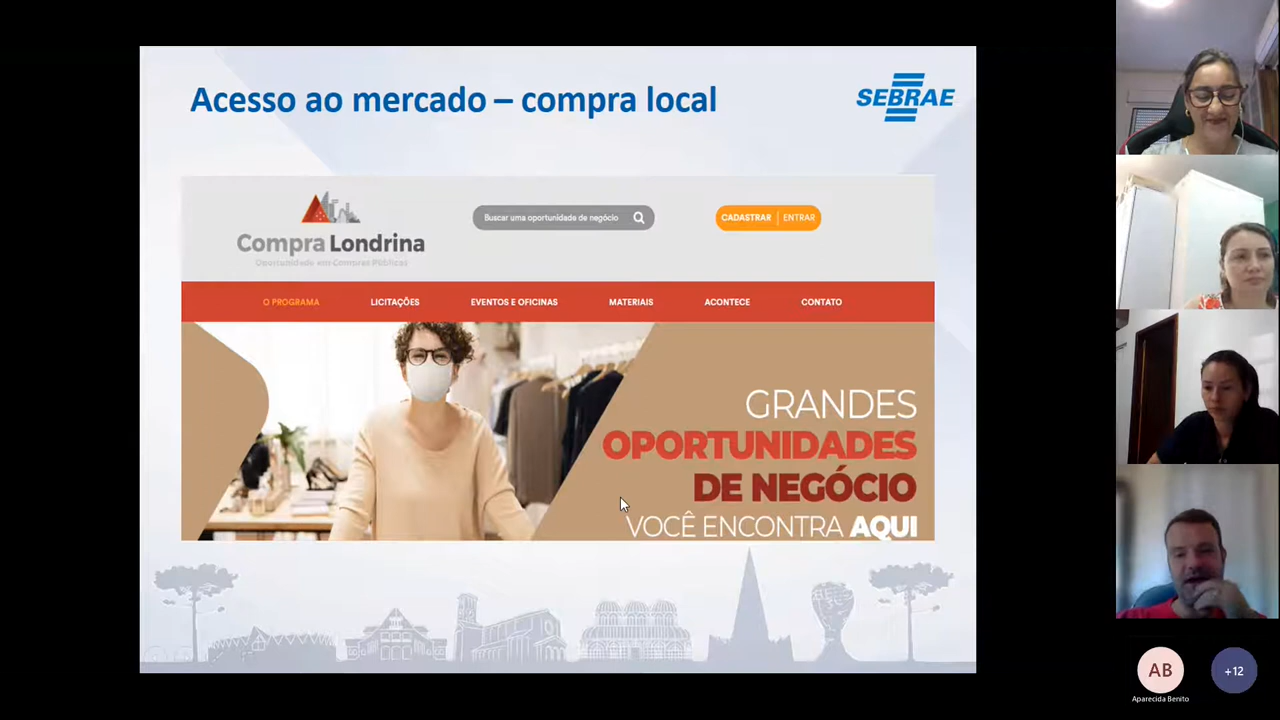 Acesso ao mercado – compra local
SEBRAE
Compra Londrina
Oportunidade em Compras Públicas
Buscar uma oportunidade de negócio
CADASTRAR | ENTRAR
O PROGRAMA LICITAÇÕES EVENTOS E OFICINAS MATERIAIS ACONTECE CONTATO
GRANDES
OPORTUNIDADES
DE NEGÓCIO
VOCÊ ENCONTRA AQUI
AB
+12
Aparecida Benito